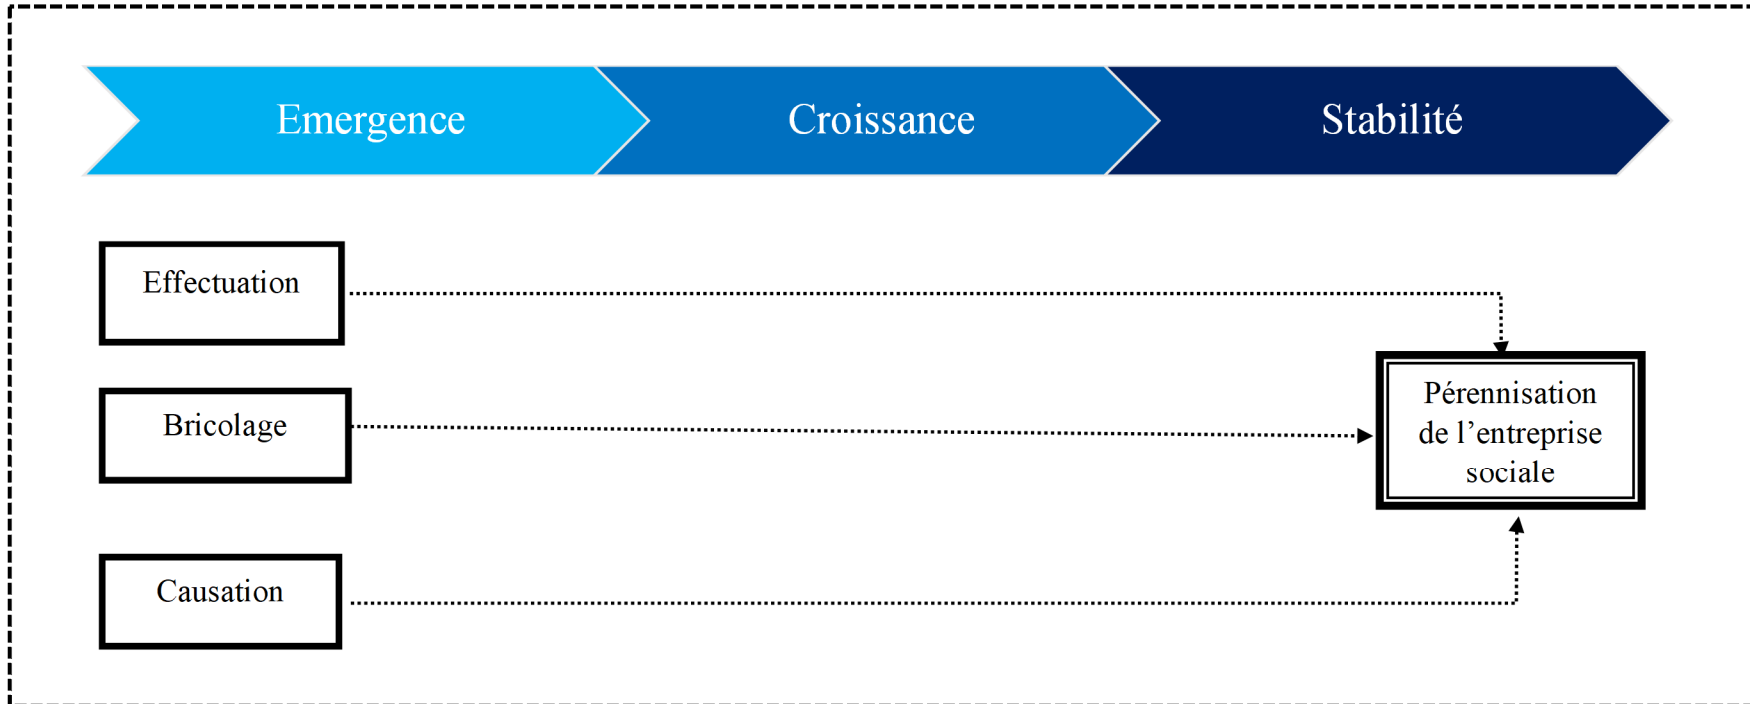 Emergence
Croissance
Stabilité
Effectuation
Bricolage
Causation
Pérennisation
de l’entreprise
sociale